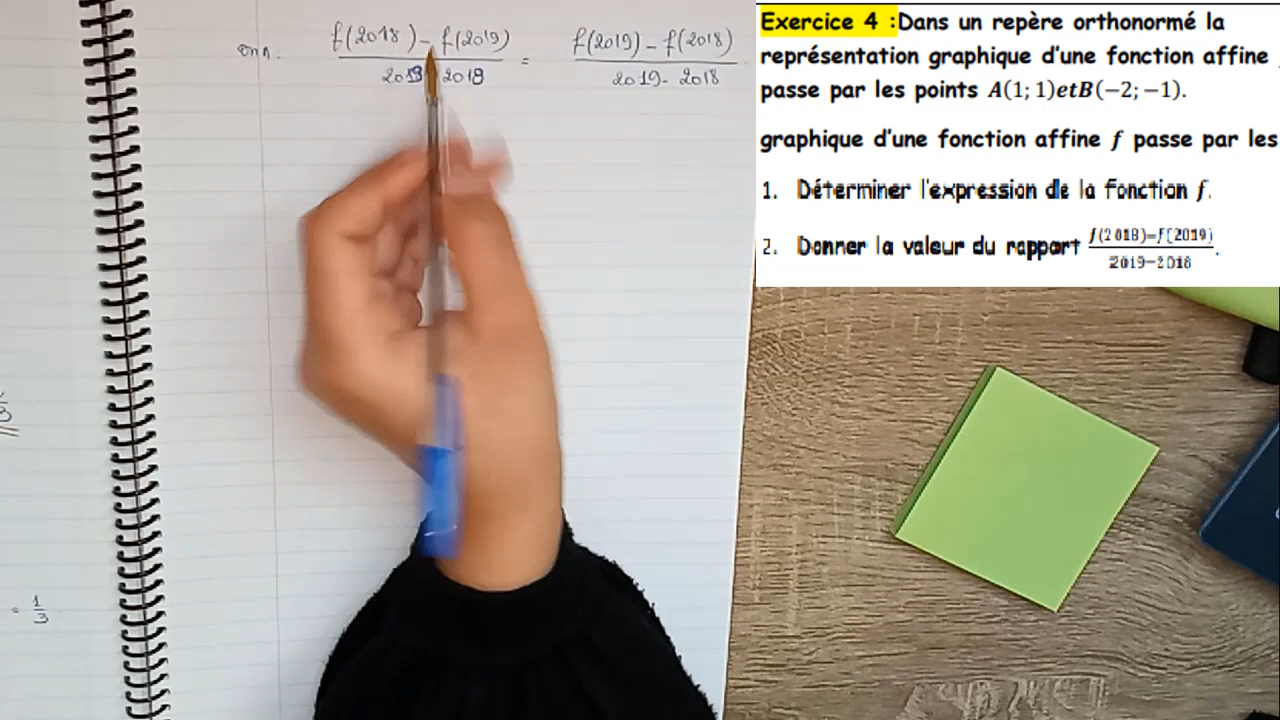 on a. f(2018) - f(2019) / 2019 - 2018 = f(2019) - f(2018) / 2019 - 2018
= 1/3
Exercice 4 : Dans un repère orthonormé la
représentation graphique d'une fonction affine
passe par les points A(1; 1)etB(−2; −1).
graphique d'une fonction affine f passe par les
1. Déterminer l'expression de la fonction f.
2. Donner la valeur du rapport f(2018)−f(2019) / 2019−2018 .